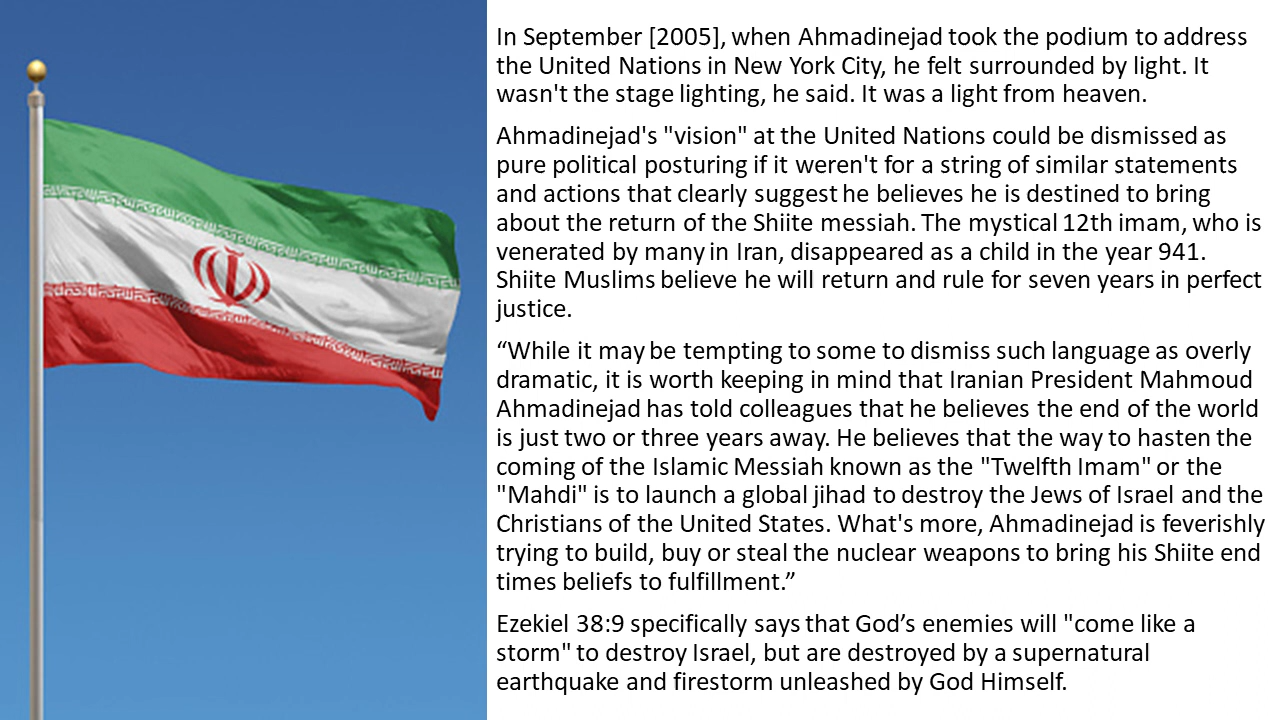 In September [2005], when Ahmadinejad took the podium to address
the United Nations in New York City, he felt surrounded by light. It
wasn't the stage lighting, he said. It was a light from heaven.
Ahmadinejad's "vision" at the United Nations could be dismissed as
pure political posturing if it weren't for a string of similar statements
and actions that clearly suggest he believes he is destined to bring
about the return of the Shiite messiah. The mystical 12th imam, who is
venerated by many in Iran, disappeared as a child in the year 941.
Shiite Muslims believe he will return and rule for seven years in perfect
justice.
“While it may be tempting to some to dismiss such language as overly
dramatic, it is worth keeping in mind that Iranian President Mahmoud
Ahmadinejad has told colleagues that he believes the end of the world
is just two or three years away. He believes that the way to hasten the
coming of the Islamic Messiah known as the "Twelfth Imam" or the
"Mahdi" is to launch a global jihad to destroy the Jews of Israel and the
Christians of the United States. What's more, Ahmadinejad is feverishly
trying to build, buy or steal the nuclear weapons to bring his Shiite end
times beliefs to fulfillment.”
Ezekiel 38:9 specifically says that God’s enemies will "come like a
storm" to destroy Israel, but are destroyed by a supernatural
earthquake and firestorm unleashed by God Himself.